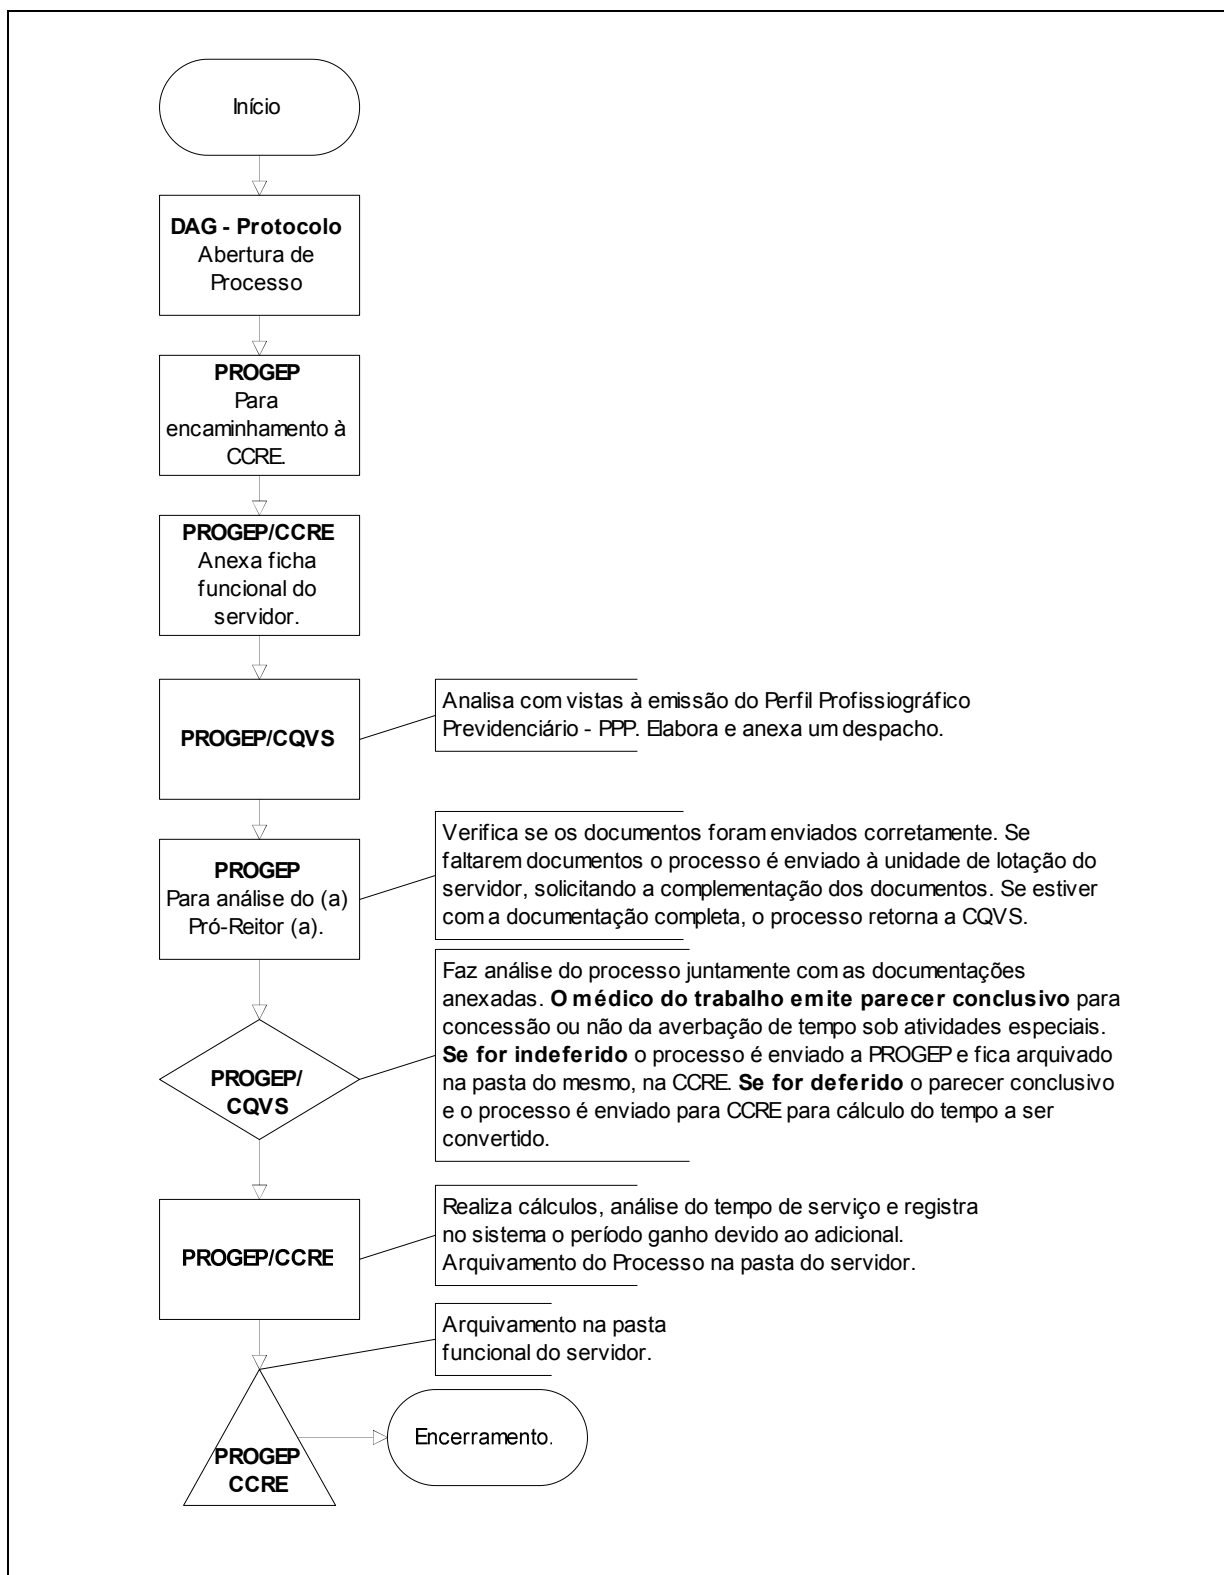 Início
DAG - Protocolo
Abertura de
Processo
PROGEP
Para
encaminhamento à
CCRE.
PROGEP/CCRE
Anexa ficha
funcional do
servidor.
PROGEP/CQVS
Analisa com vistas à emissão do Perfil Profissiográfico
Previdenciário - PPP. Elabora e anexa um despacho.
PROGEP
Para análise do (a)
Pró-Reitor (a).
Verifica se os documentos foram enviados corretamente. Se
faltarem documentos o processo é enviado à unidade de lotação do
servidor, solicitando a complementação dos documentos. Se estiver
com a documentação completa, o processo retorna a CQVS.
PROGEP/
CQVS
Faz análise do processo juntamente com as documentações
anexadas. O médico do trabalho emite parecer conclusivo para
concessão ou não da averbação de tempo sob atividades especiais.
Se for indeferido o processo é enviado a PROGEP e fica arquivado
na pasta do mesmo, na CCRE. Se for deferido o parecer conclusivo
e o processo é enviado para CCRE para cálculo do tempo a ser
convertido.
PROGEP/CCRE
Realiza cálculos, análise do tempo de serviço e registra
no sistema o período ganho devido ao adicional.
Arquivamento do Processo na pasta do servidor.
Arquivamento na pasta
funcional do servidor.
PROGEP
CCRE
Encerramento.